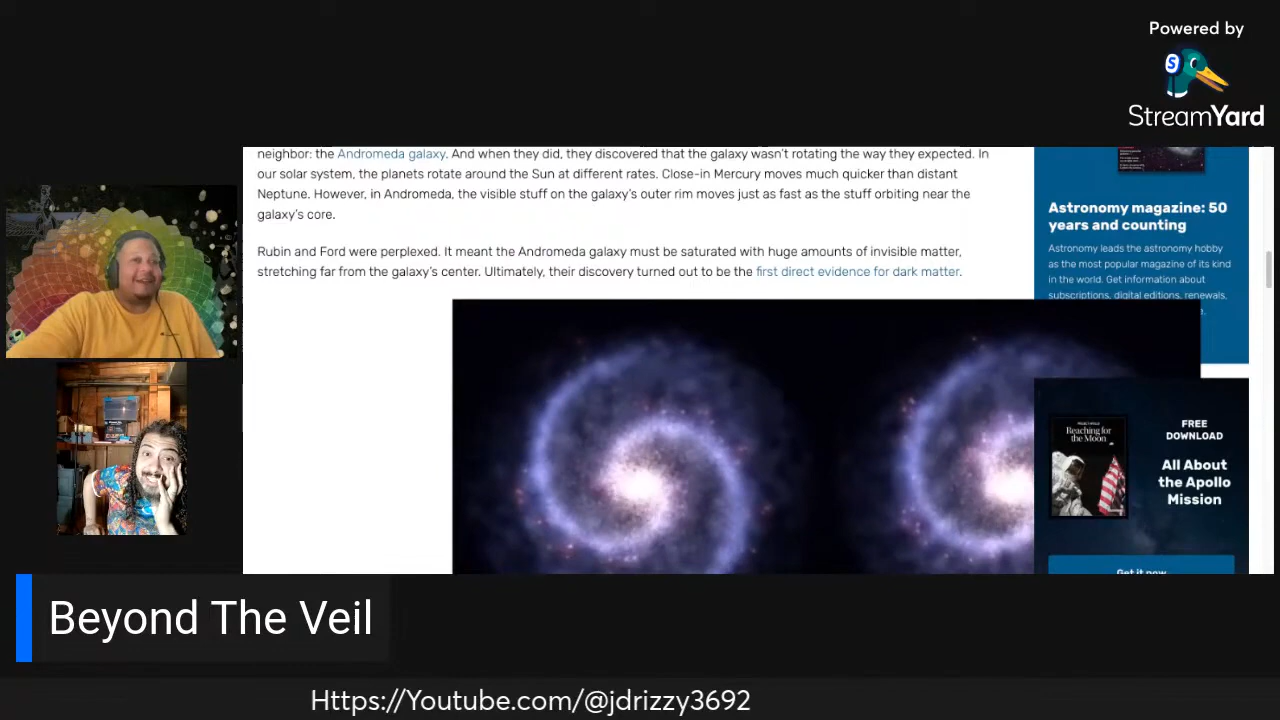 Powered by
S
StreamYard
neighbor: the Andromeda galaxy. And when they did, they discovered that the galaxy wasn't rotating the way they expected. In
our solar system, the planets rotate around the Sun at different rates. Close-in Mercury moves much quicker than distant
Neptune. However, in Andromeda, the visible stuff on the galaxy's outer rim moves just as fast as the stuff orbiting near the
galaxy's core.
Rubin and Ford were perplexed. It meant the Andromeda galaxy must be saturated with huge amounts of invisible matter,
stretching far from the galaxy's center. Ultimately, their discovery turned out to be the first direct evidence for dark matter.
Astronomy magazine: 50
years and counting
Astronomy leads the astronomy hobby
as the most popular magazine of its kind
in the world. Get information about
subscriptions, digital editions, renewals,
Reaching for
the Moon
FREE
DOWNLOAD
All About
the Apollo
Mission
Get it now
Beyond The Veil
Https://Youtube.com/@jdrizzy3692